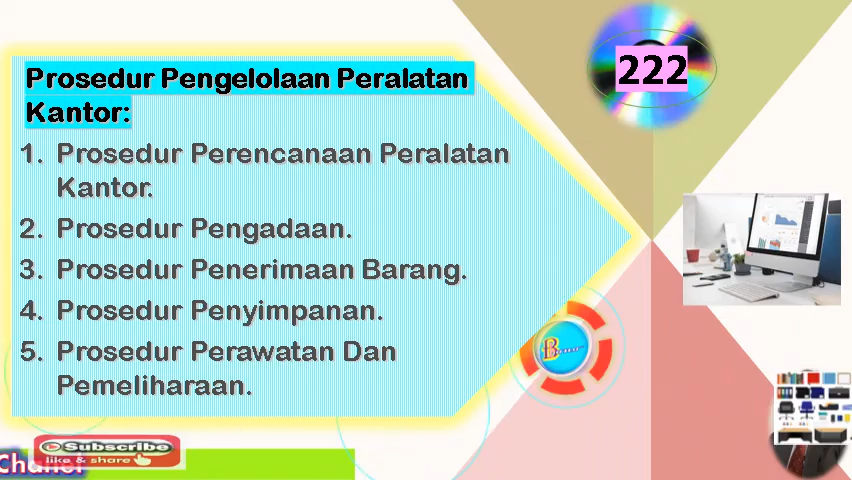 222
Prosedur Pengelolaan Peralatan
Kantor:
1. Prosedur Perencanaan Peralatan
Kantor.
2. Prosedur Pengadaan.
3. Prosedur Penerimaan Barang.
4. Prosedur Penyimpanan.
5. Prosedur Perawatan Dan
Pemeliharaan.
Subscribe
like & share